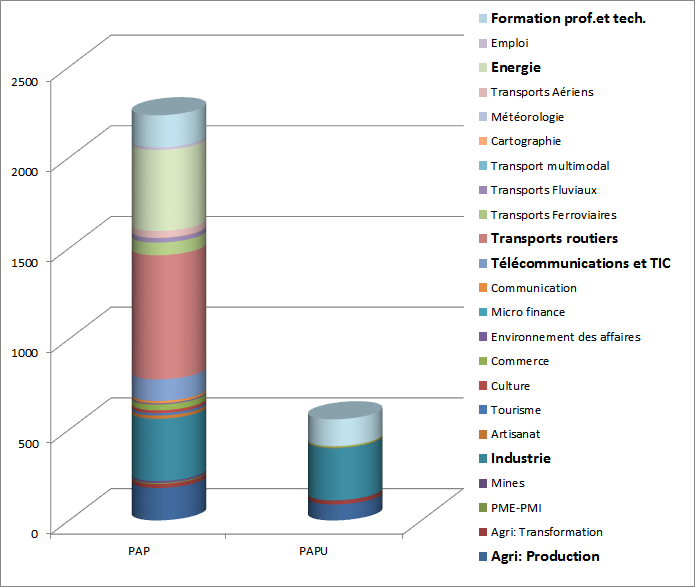 Formation prof.et tech.
Emploi
Energie
Transports Aériens
Météorologie
Cartographie
Transport multimodal
Transports Fluviaux
Transports Ferroviaires
Transports routiers
Télécommunications et TIC
Communication
Micro finance
Environnement des affaires
Commerce
Culture
Tourisme
Artisanat
Industrie
Mines
PME-PMI
Agri: Transformation
Agri: Production
2500
2000
1500
1000
500
0
PAP PAPU